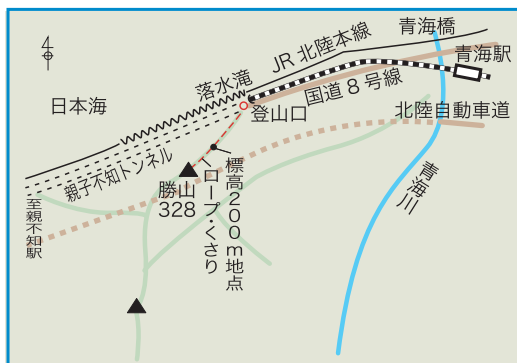 青海橋
JR北陸本線
青海駅
落水滝
国道8号線
日本海
登山口
北陸自動車道
親子不知トンネル
標高200m地点
ロープ・くさり
勝山
328
青海川
至親不知駅